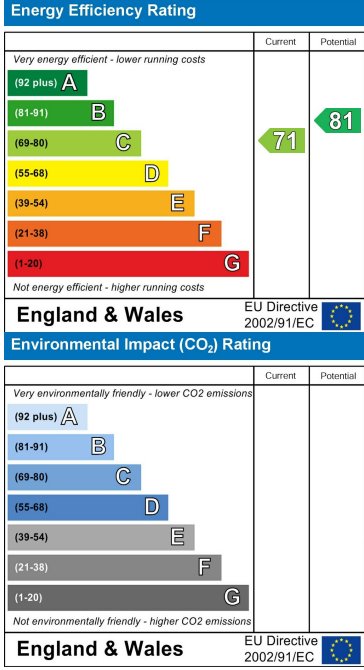 Energy Efficiency Rating
Current Potential
Very energy efficient - lower running costs
(92 plus) A
(81-91) B
(69-80) C
(55-68) D
(39-54) E
(21-38) F
(1-20) G
71
81
Not energy efficient - higher running costs
England & Wales
EU Directive
2002/91/EC
Environmental Impact (CO₂) Rating
Current Potential
Very environmentally friendly - lower CO2 emissions
(92 plus) A
(81-91) B
(69-80) C
(55-68) D
(39-54) E
(21-38) F
(1-20) G
Not environmentally friendly - higher CO2 emissions
England & Wales
EU Directive
2002/91/EC